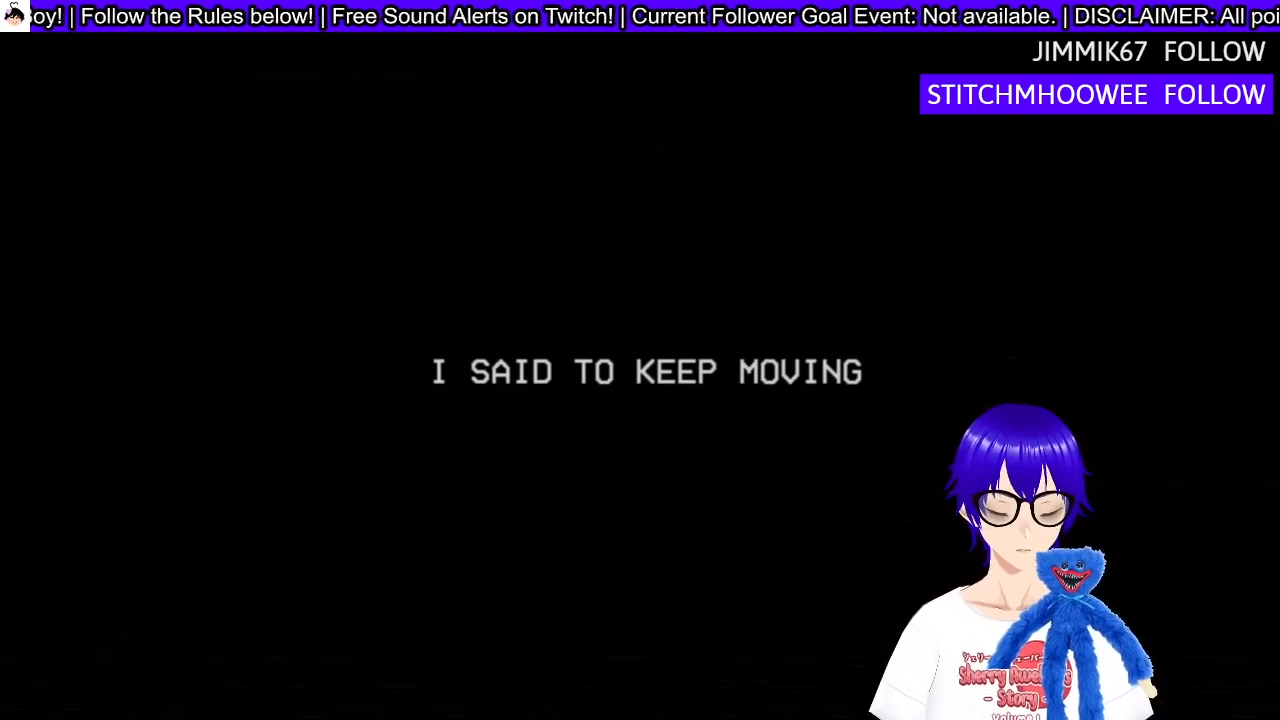 oy! | Follow the Rules below! | Free Sound Alerts on Twitch! | Current Follower Goal Event: Not available. | DISCLAIMER: All poi
JIMMIK67 FOLLOW
STITCHMHOOWEE FOLLOW
I SAID TO KEEP MOVING
Sherry
- Story
Volume